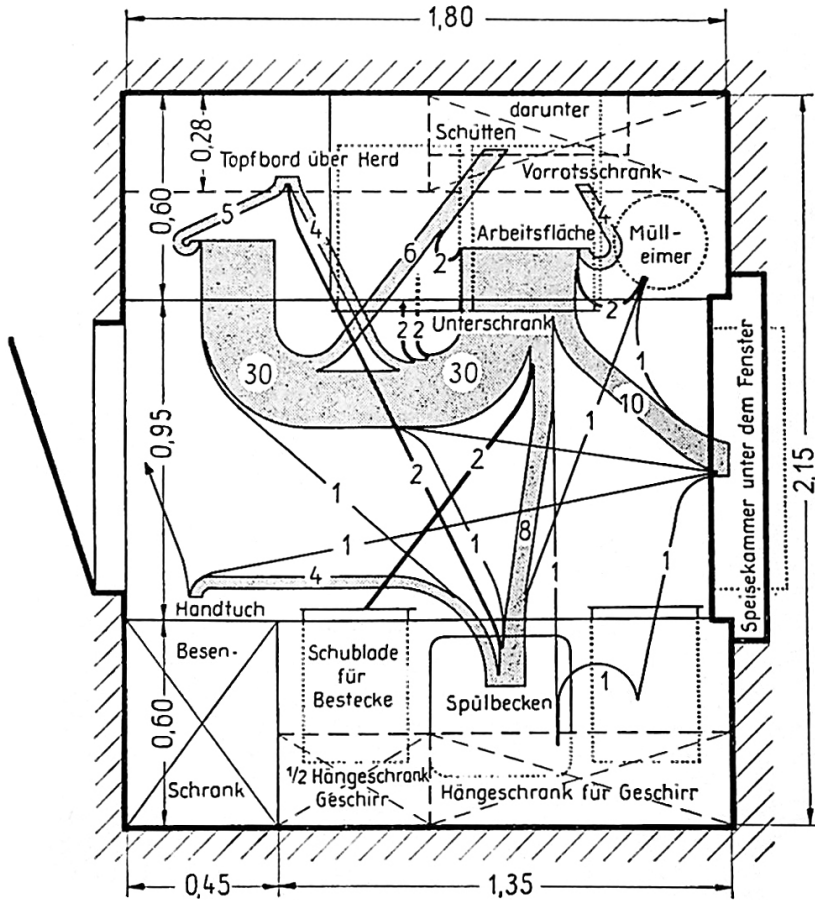 1,80
darunter
Schütten
0,28
Topfbord über Herd
Vorrotsschrank
0,60
5
4
6
2
Arbeitsfläche
4
Müll-
eimer
2
2
2
Unterschrank
30
30
1
10
1
0,95
2
2
1
8
1
1
1
1
4
1
Handtuch
Besen-
Schrank
Schublade
für
Bestecke
Spülbecken
1
0,60
1/2 Hängeschrank
Geschirr
Hängeschrank für Geschirr
Speisekammer unter dem Fenster
2,15
0,45
1,35